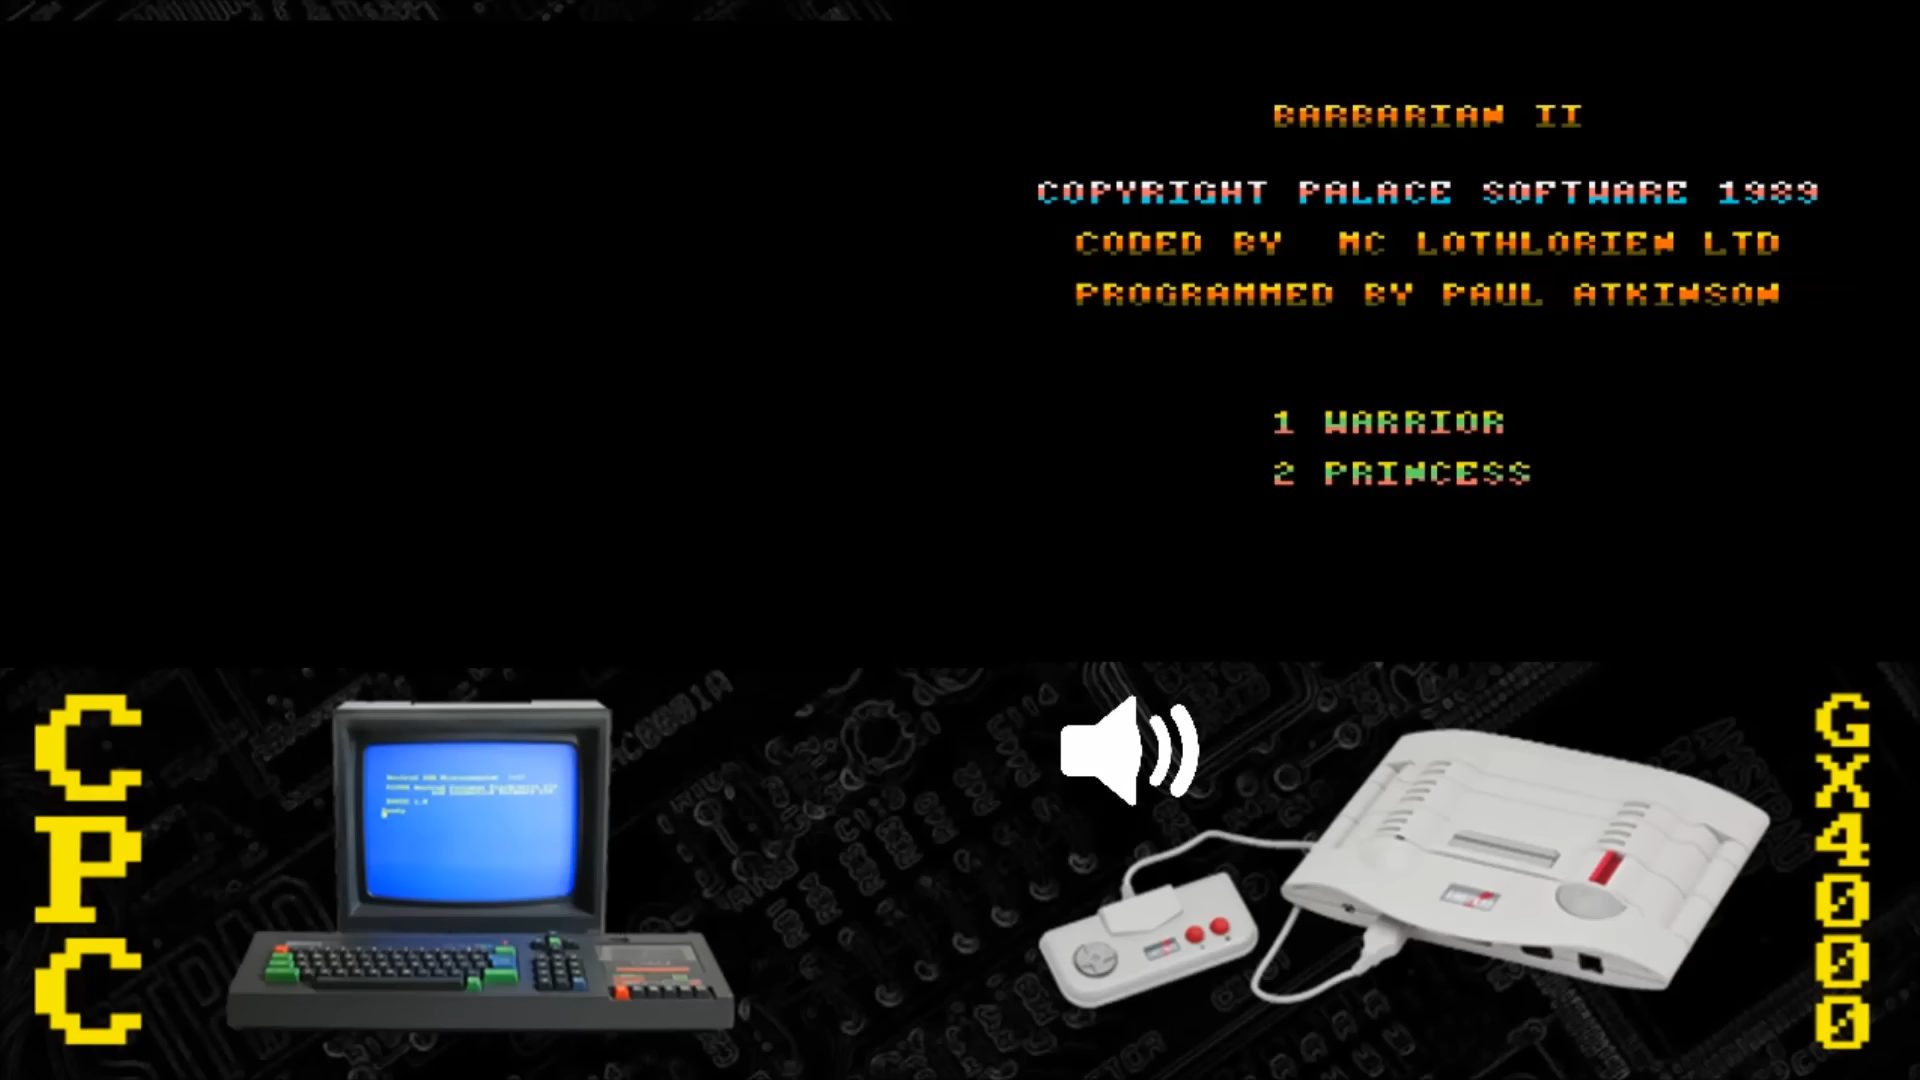 BARBARIAN II
COPYRIGHT PALACE SOFTWARE 1989
CODED BY MC LOTHLORIEN LTD
PROGRAMMED BY PAUL ATKINSON
1 WARRIOR
2 PRINCESS
CPC
GX4000